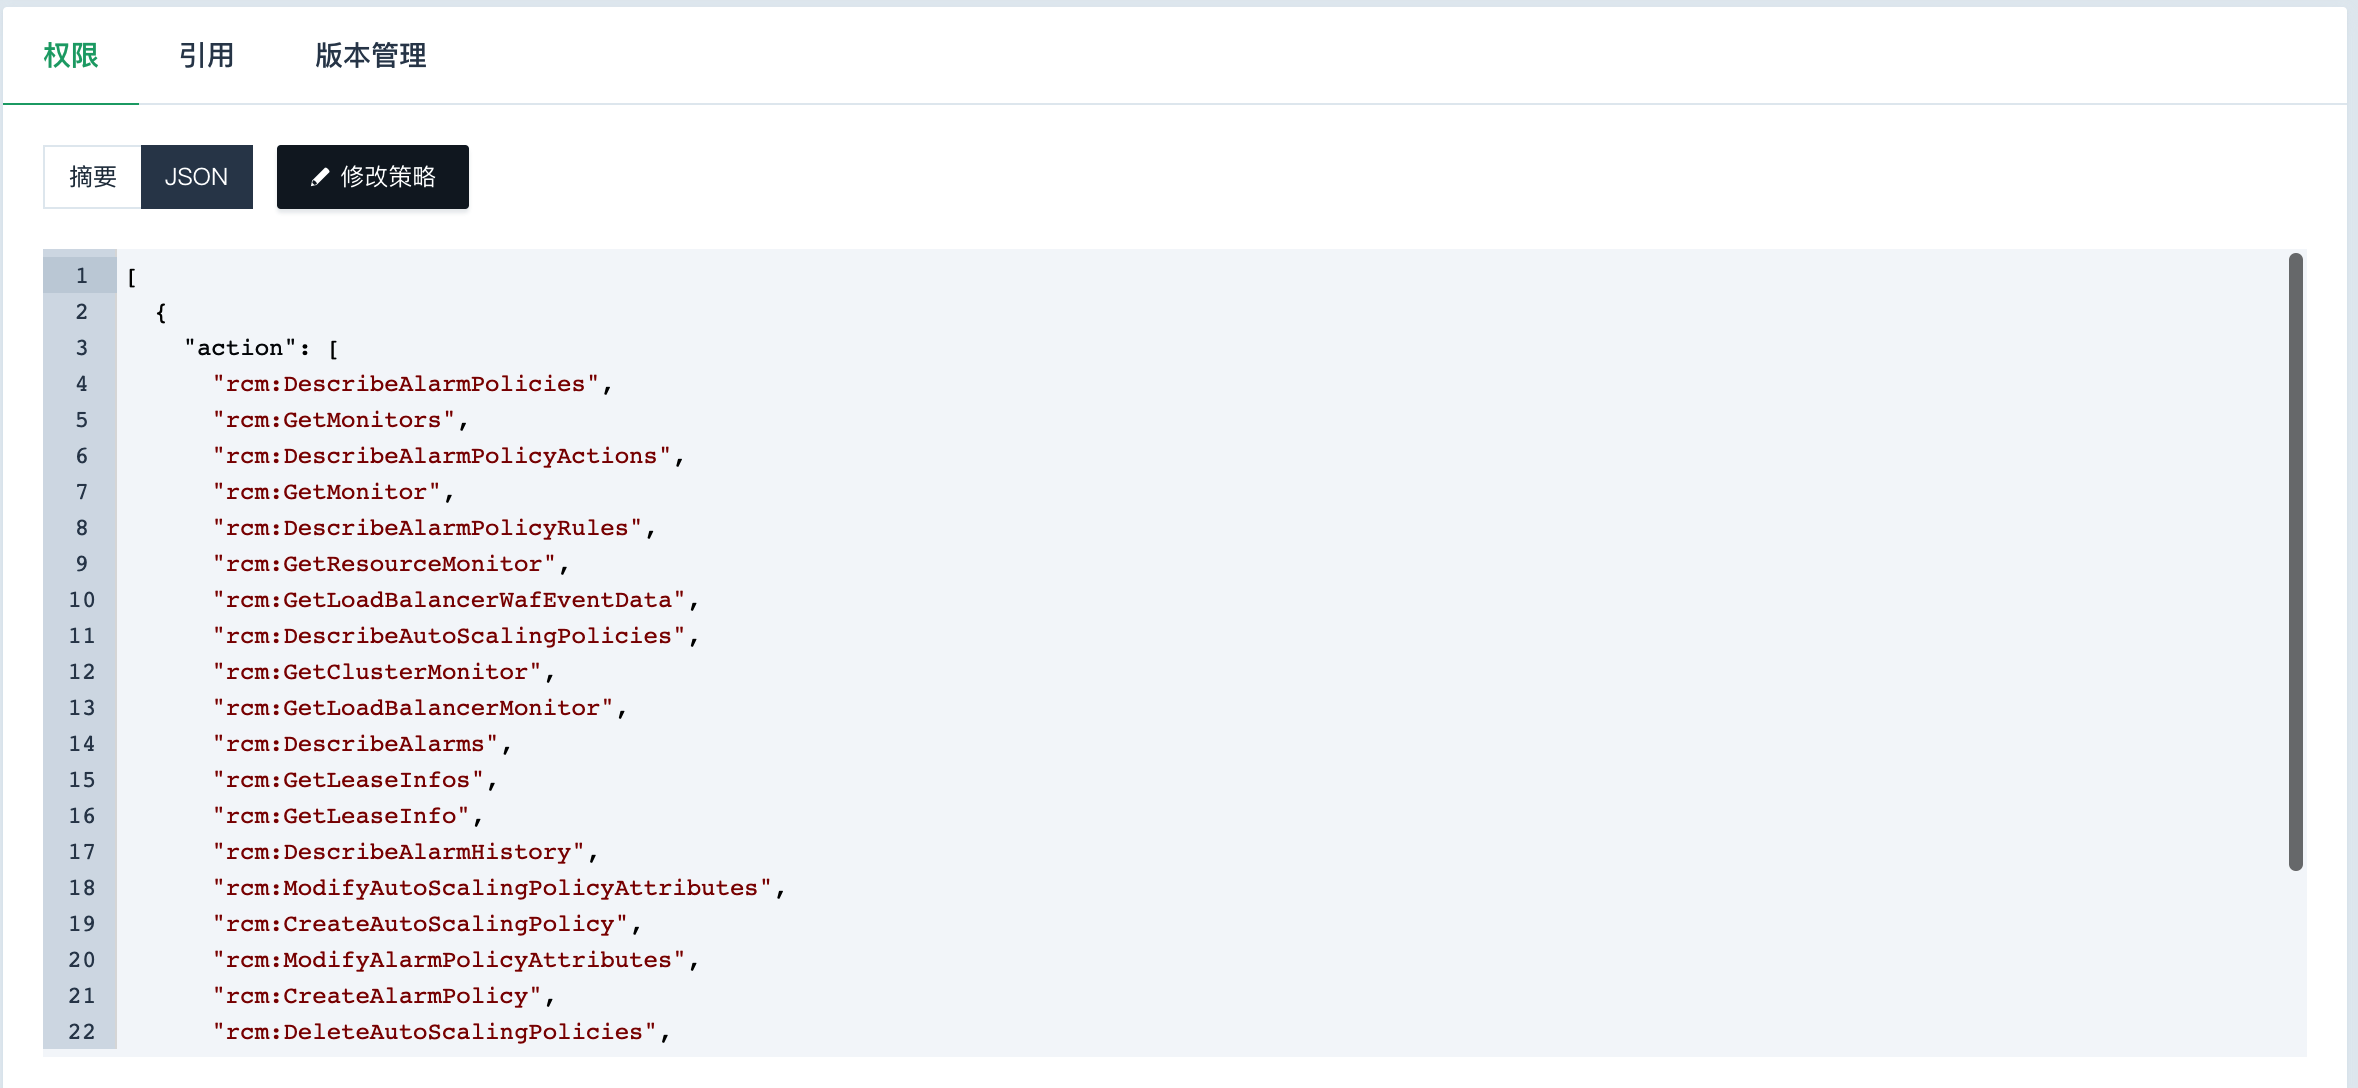 权限 引用 版本管理
摘要 JSON 修改策略
1 [
2 {
3 "action": [
4 "rcm:DescribeAlarmPolicies",
5 "rcm:GetMonitors",
6 "rcm:DescribeAlarmPolicyActions",
7 "rcm:GetMonitor",
8 "rcm:DescribeAlarmPolicyRules",
9 "rcm:GetResourceMonitor",
10 "rcm:GetLoadBalancerWafEventData",
11 "rcm:DescribeAutoScalingPolicies",
12 "rcm:GetClusterMonitor",
13 "rcm:GetLoadBalancerMonitor",
14 "rcm:DescribeAlarms",
15 "rcm:GetLeaseInfos",
16 "rcm:GetLeaseInfo",
17 "rcm:DescribeAlarmHistory",
18 "rcm:ModifyAutoScalingPolicyAttributes",
19 "rcm:CreateAutoScalingPolicy",
20 "rcm:ModifyAlarmPolicyAttributes",
21 "rcm:CreateAlarmPolicy",
22 "rcm:DeleteAutoScalingPolicies",